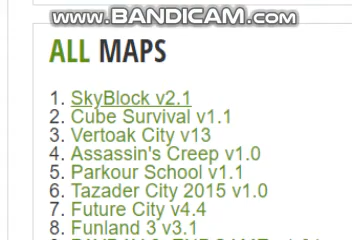 www.BANDICAM.com
ALL MAPS
1. SkyBlock v2.1
2. Cube Survival v1.1
3. Vertoak City v13
4. Assassin's Creep v1.0
5. Parkour School v1.1
6. Tazader City 2015 v1.0
7. Future City v4.4
8. Funland 3 v3.1